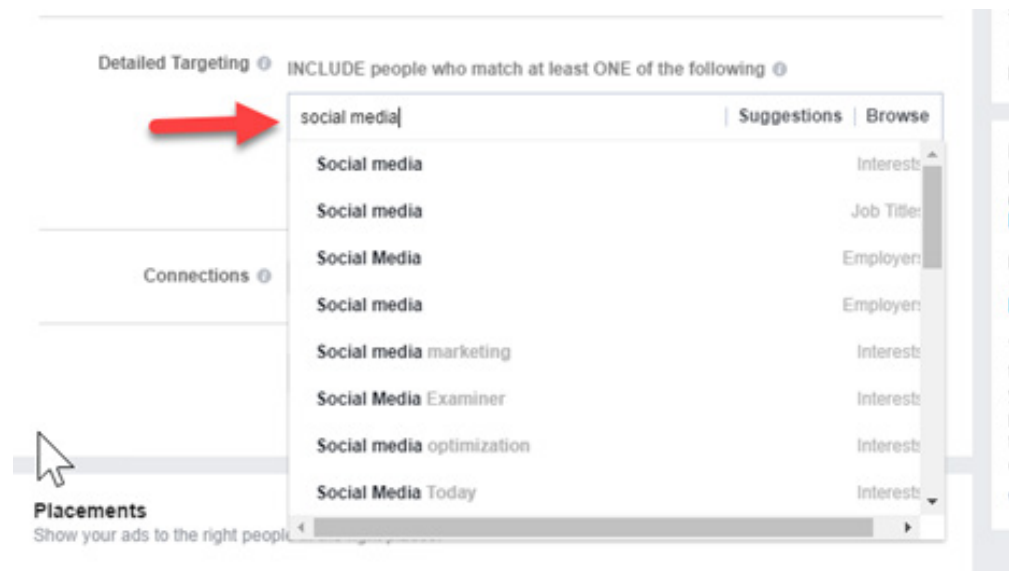 Detailed Targeting
INCLUDE people who match at least ONE of the following
social media Suggestions Browse
Social media Interests
Social media Job Titles
Social Media Employers
Social media Employers
Connections
Social media marketing Interests
Social Media Examiner Interests
Social media optimization Interests
Social Media Today Interests
Placements
Show your ads to the right people